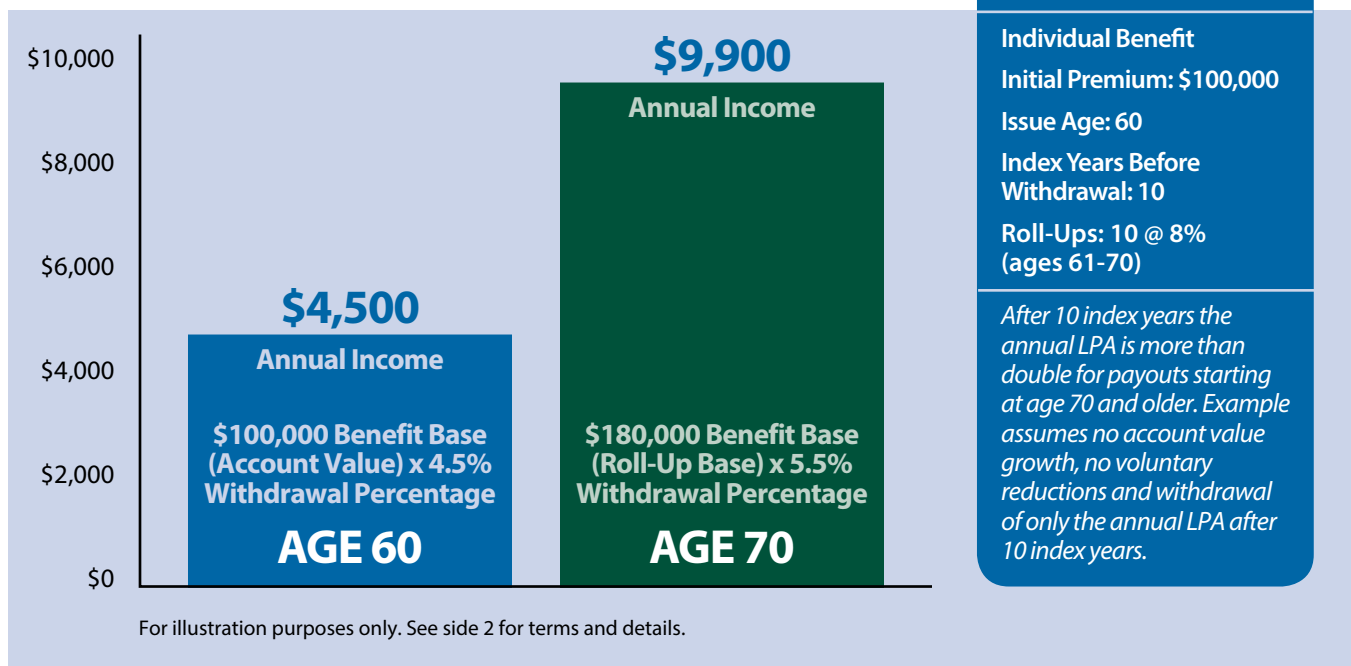 $10,000
$8,000
$6,000
$4,000
$2,000
$0
$4,500
Annual Income
$100,000 Benefit Base
(Account Value) x 4.5%
Withdrawal Percentage
AGE 60
$9,900
Annual Income
$180,000 Benefit Base
(Roll-Up Base) x 5.5%
Withdrawal Percentage
AGE 70
For illustration purposes only. See side 2 for terms and details.
Individual Benefit
Initial Premium: $100,000
Issue Age: 60
Index Years Before
Withdrawal: 10
Roll-Ups: 10 @ 8%
(ages 61-70)
After 10 index years the
annual LPA is more than
double for payouts starting
at age 70 and older. Example
assumes no account value
growth, no voluntary
reductions and withdrawal
of only the annual LPA after
10 index years.